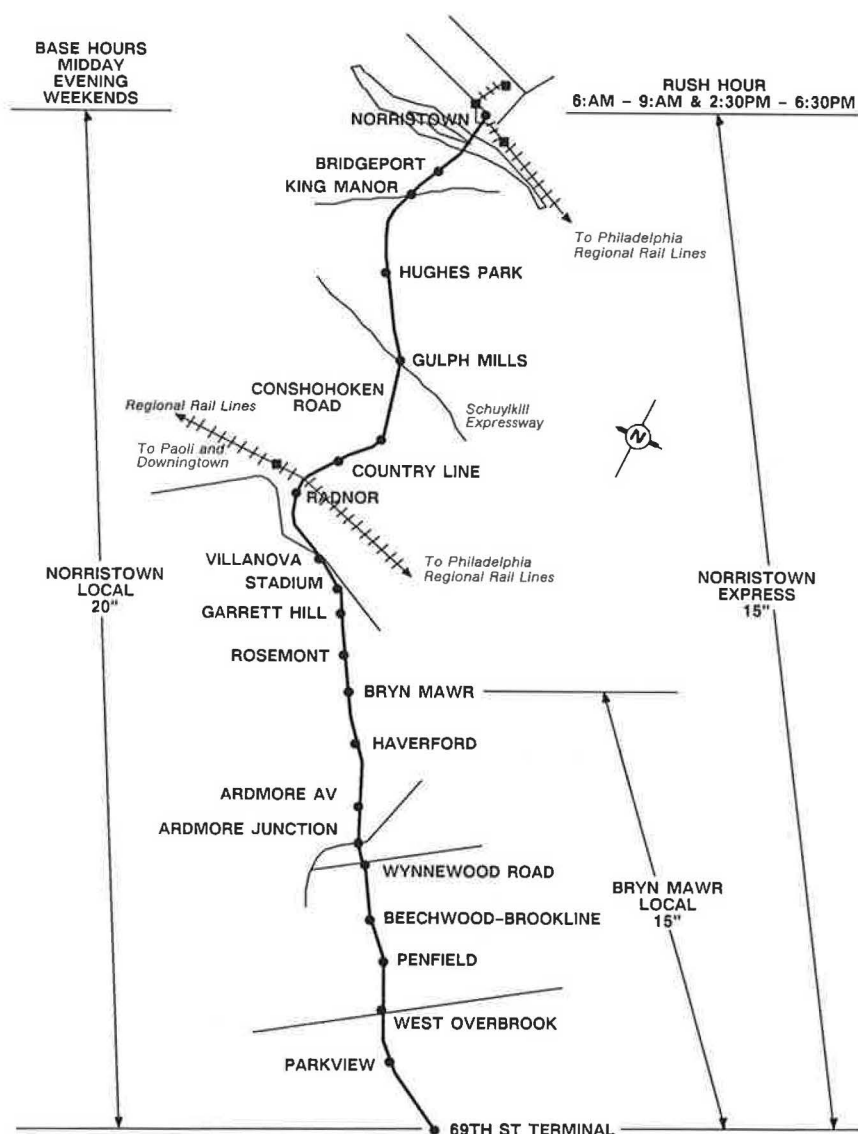 BASE HOURS
MIDDAY
EVENING
WEEKENDS
RUSH HOUR
6:AM – 9:AM & 2:30PM – 6:30PM
NORRISTOWN
BRIDGEPORT
KING MANOR
To Philadelphia
Regional Rail Lines
HUGHES PARK
GULPH MILLS
CONSHOHOKEN
ROAD
Schuylkill
Expressway
Regional Rail Lines
To Paoli and
Downingtown
N
COUNTRY LINE
RADNOR
VILLANOVA
To Philadelphia
Regional Rail Lines
STADIUM
NORRISTOWN
LOCAL
20"
NORRISTOWN
EXPRESS
15"
GARRETT HILL
ROSEMONT
BRYN MAWR
HAVERFORD
ARDMORE AV
ARDMORE JUNCTION
WYNNEWOOD ROAD
BRYN MAWR
LOCAL
15"
BEECHWOOD–BROOKLINE
PENFIELD
WEST OVERBROOK
PARKVIEW
69TH ST TERMINAL